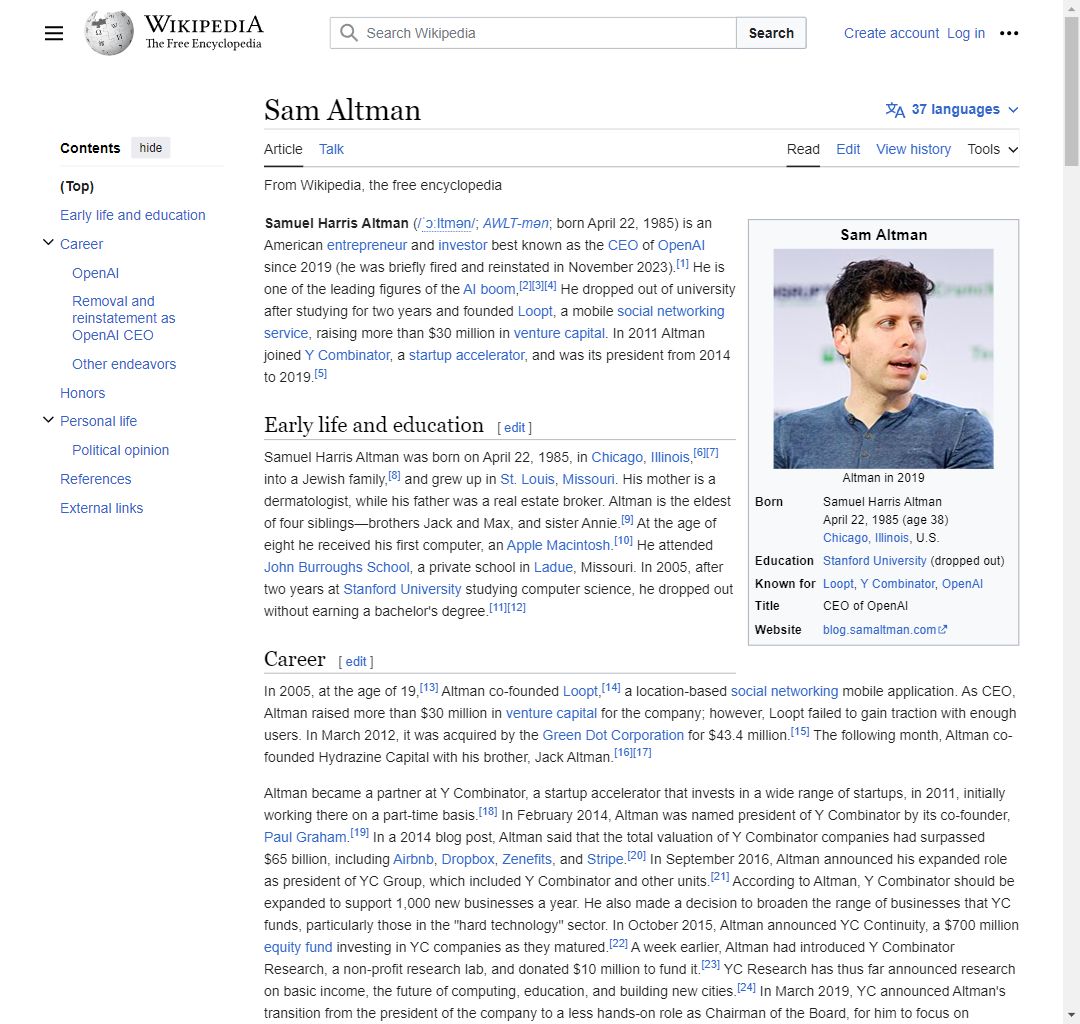 WIKIPEDIA
The Free Encyclopedia
Search Wikipedia
Search
Create account Log in
Sam Altman
37 languages
Contents hide
Article Talk
Read Edit View history Tools
(Top)
Early life and education
Career
OpenAI
Removal and
reinstatement as
OpenAI CEO
Other endeavors
Honors
Personal life
Political opinion
References
External links
From Wikipedia, the free encyclopedia
Samuel Harris Altman (/ˈɔːltmən/; AWLT-mən; born April 22, 1985) is an
American entrepreneur and investor best known as the CEO of OpenAI
since 2019 (he was briefly fired and reinstated in November 2023).[1] He is
one of the leading figures of the AI boom,[2][3][4] He dropped out of university
after studying for two years and founded Loopt, a mobile social networking
service, raising more than $30 million in venture capital. In 2011 Altman
joined Y Combinator, a startup accelerator, and was its president from 2014
to 2019.[5]
Sam Altman
Altman in 2019
Born Samuel Harris Altman
April 22, 1985 (age 38)
Chicago, Illinois, U.S.
Education Stanford University (dropped out)
Known for Loopt, Y Combinator, OpenAI
Title CEO of OpenAI
Website blog.samaltman.com
Early life and education [ edit ]
Samuel Harris Altman was born on April 22, 1985, in Chicago, Illinois,[6][7]
into a Jewish family,[8] and grew up in St. Louis, Missouri. His mother is a
dermatologist, while his father was a real estate broker. Altman is the eldest
of four siblings—brothers Jack and Max, and sister Annie.[9] At the age of
eight he received his first computer, an Apple Macintosh.[10] He attended
John Burroughs School, a private school in Ladue, Missouri. In 2005, after
two years at Stanford University studying computer science, he dropped out
without earning a bachelor's degree.[11][12]
Career [ edit ]
In 2005, at the age of 19,[13] Altman co-founded Loopt,[14] a location-based social networking mobile application. As CEO,
Altman raised more than $30 million in venture capital for the company; however, Loopt failed to gain traction with enough
users. In March 2012, it was acquired by the Green Dot Corporation for $43.4 million.[15] The following month, Altman co-
founded Hydrazine Capital with his brother, Jack Altman.[16][17]
Altman became a partner at Y Combinator, a startup accelerator that invests in a wide range of startups, in 2011, initially
working there on a part-time basis.[18] In February 2014, Altman was named president of Y Combinator by its co-founder,
Paul Graham.[19] In a 2014 blog post, Altman said that the total valuation of Y Combinator companies had surpassed
$65 billion, including Airbnb, Dropbox, Zenefits, and Stripe.[20] In September 2016, Altman announced his expanded role
as president of YC Group, which included Y Combinator and other units.[21] According to Altman, Y Combinator should be
expanded to support 1,000 new businesses a year. He also made a decision to broaden the range of businesses that YC
funds, particularly those in the "hard technology" sector. In October 2015, Altman announced YC Continuity, a $700 million
equity fund investing in YC companies as they matured.[22] A week earlier, Altman had introduced Y Combinator
Research, a non-profit research lab, and donated $10 million to fund it.[23] YC Research has thus far announced research
on basic income, the future of computing, education, and building new cities.[24] In March 2019, YC announced Altman's
transition from the president of the company to a less hands-on role as Chairman of the Board, for him to focus on